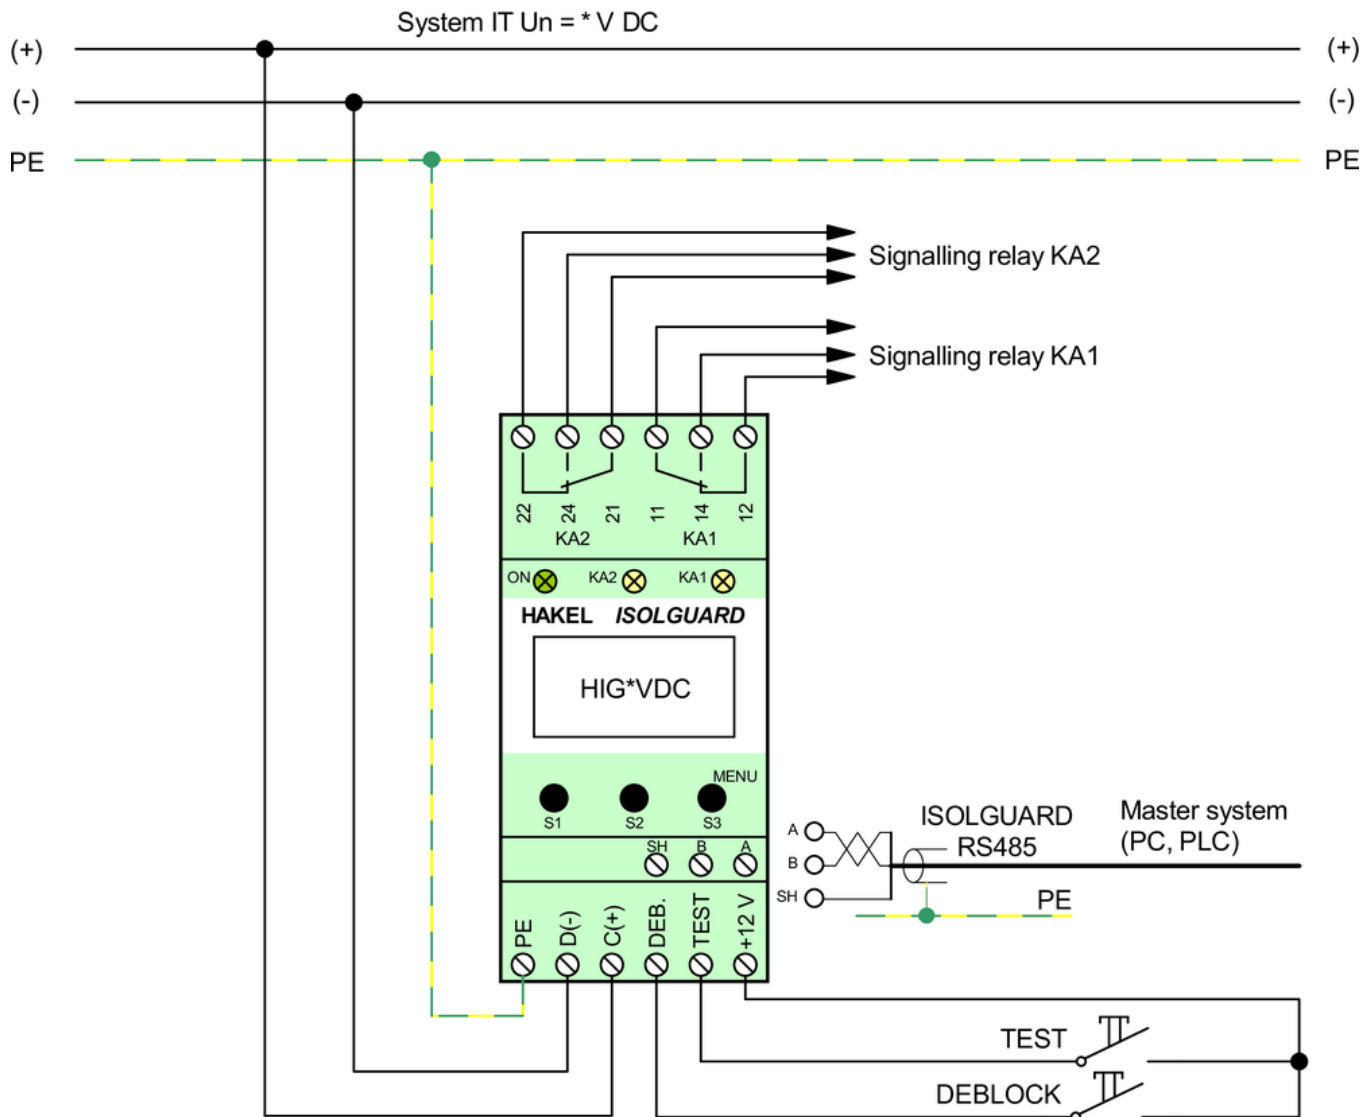 System IT Un = * V DC
(+) (+)
(-) (-)
PE PE
Signalling relay KA2
Signalling relay KA1
22 24 21 11 14 12
KA2 KA1
ON KA2 KA1
HAKEL ISOLGUARD
HIG*VDC
MENU
S1 S2 S3
SH B A
PE D(-) C(+) DEB. TEST +12 V
A
B
SH
ISOLGUARD
RS485
Master system
(PC, PLC)
PE
TEST
DEBLOCK